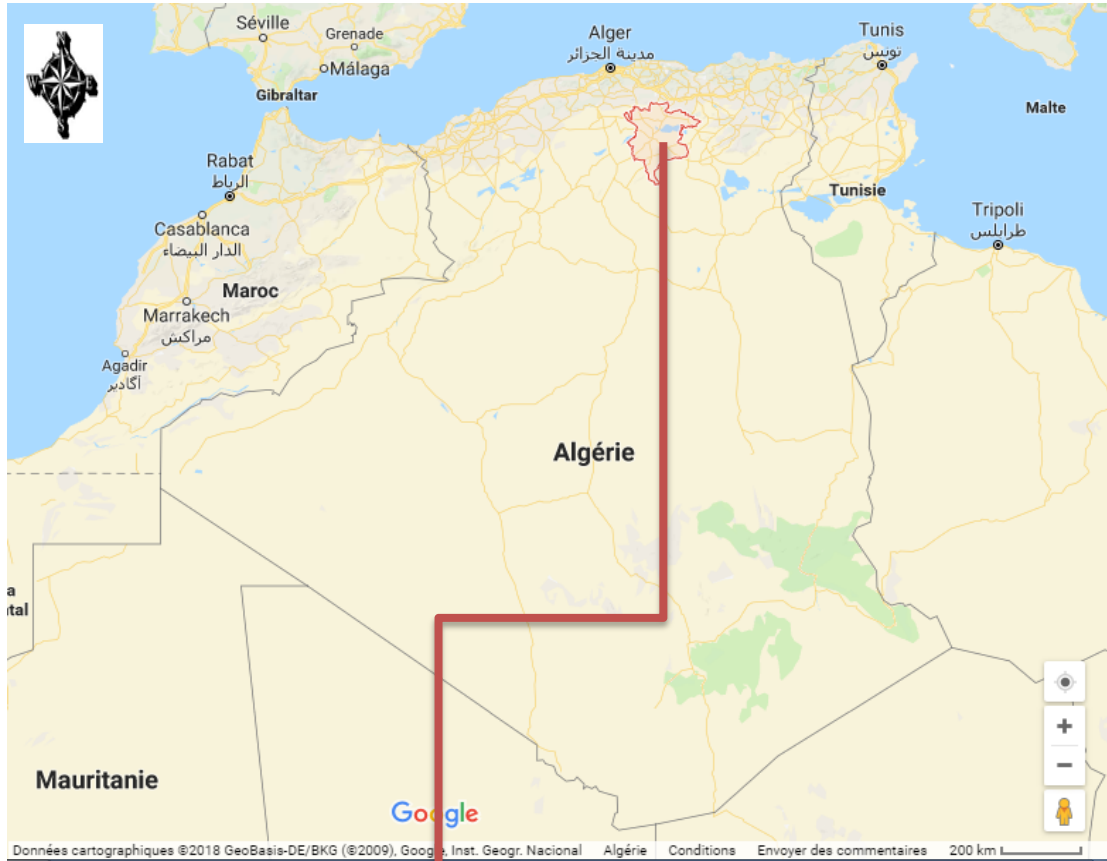 Séville
Grenade
Málaga
Gibraltar
Alger
مدينة الجزائر
Tunis
تونس
Malte
Rabat
الرباط
Casablanca
الدار البيضاء
Tunisie
Tripoli
طرابلس
Maroc
Marrakech
مراكش
Agadir
أڭادير
Algérie
a
ntal
Mauritanie
Google
Données cartographiques ©2018 GeoBasis-DE/BKG (©2009), Google, Inst. Geogr. Nacional Algérie Conditions Envoyer des commentaires 200 km